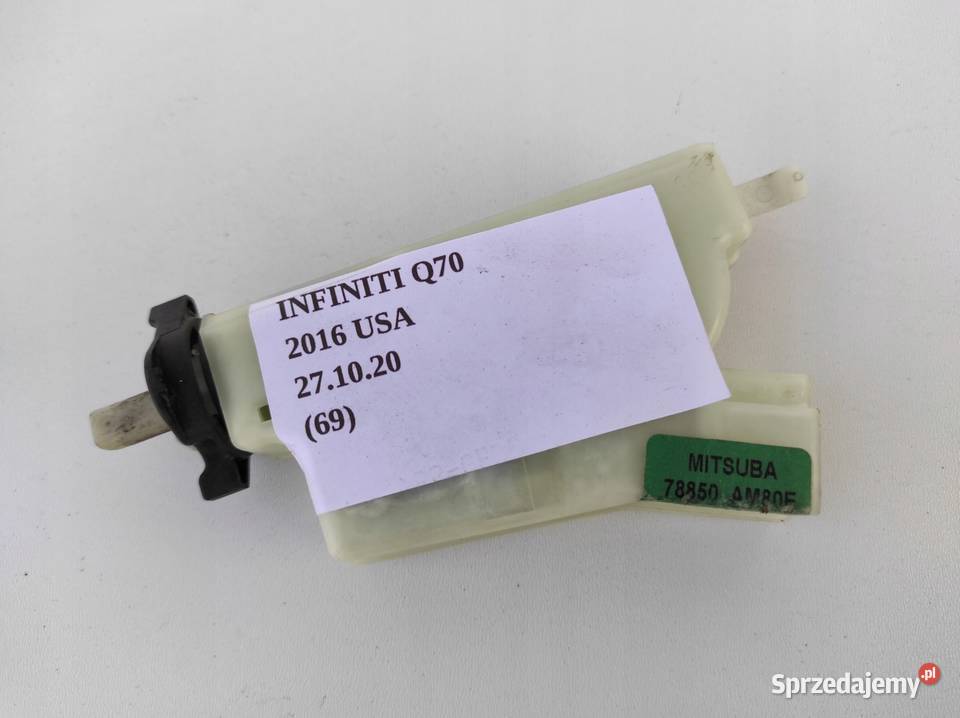 INFINITI Q70
2016 USA
27.10.20
(69)
MITSUBA
78850 AM80E
Sprzedajemy.pl